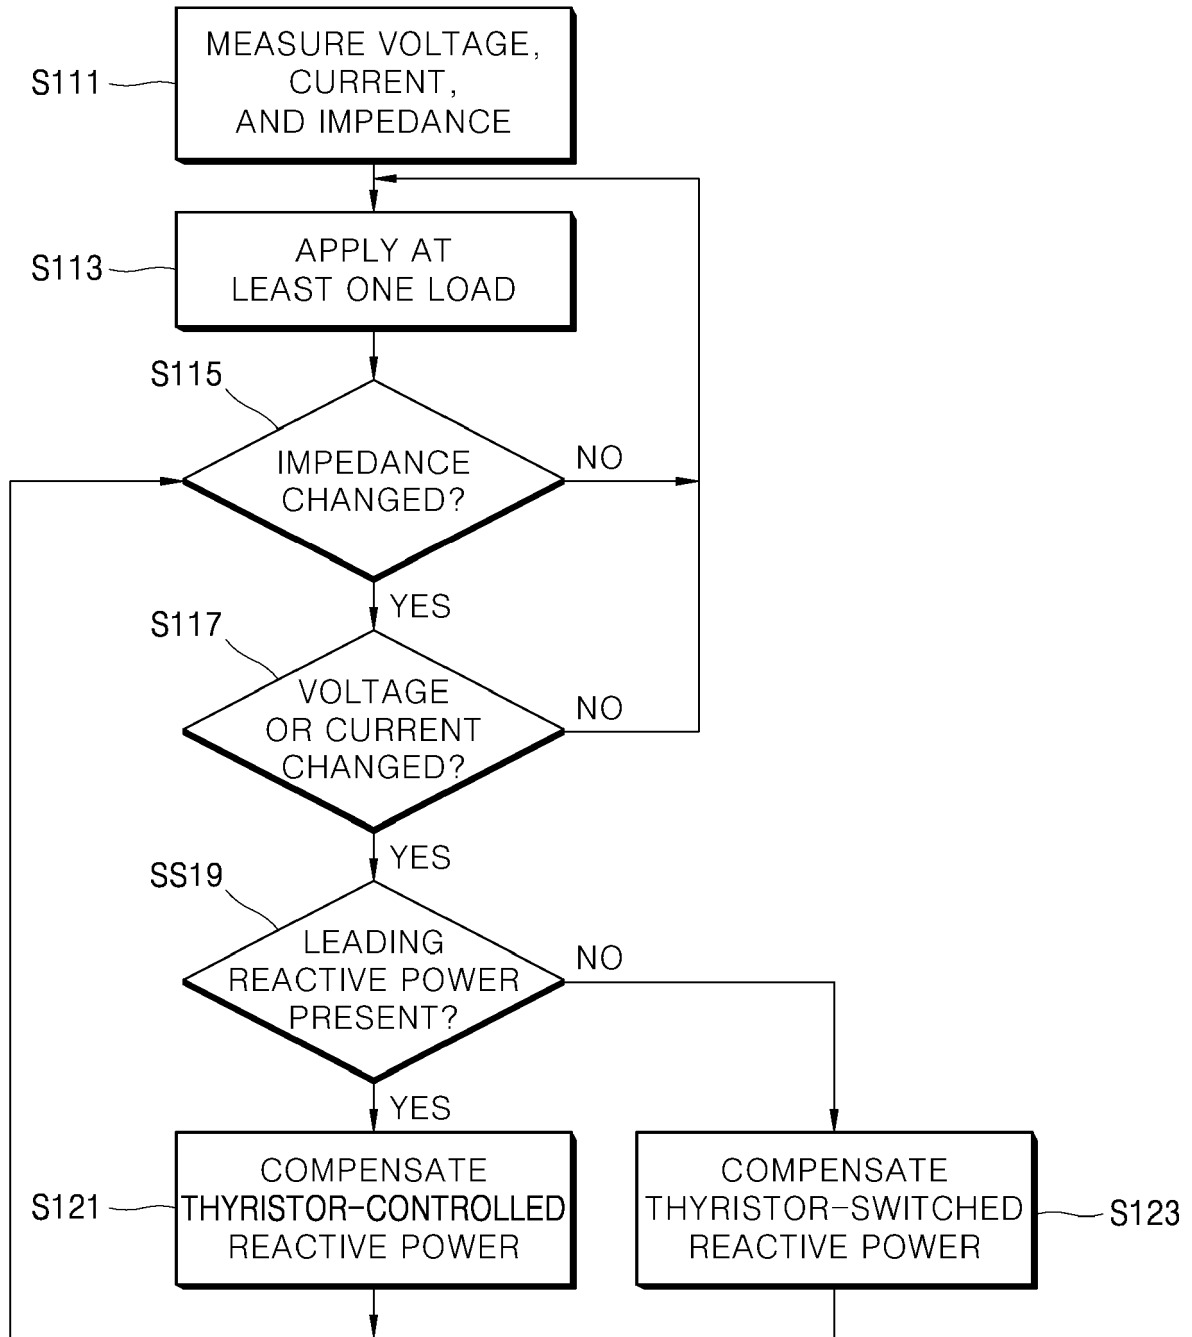 MEASURE VOLTAGE,
CURRENT,
AND IMPEDANCE
S111
APPLY AT
LEAST ONE LOAD
S113
S115
IMPEDANCE
CHANGED?
NO
YES
S117
VOLTAGE
OR CURRENT
CHANGED?
NO
YES
SS19
LEADING
REACTIVE POWER
PRESENT?
NO
YES
S121
COMPENSATE
THYRISTOR-CONTROLLED
REACTIVE POWER
COMPENSATE
THYRISTOR-SWITCHED
REACTIVE POWER
S123